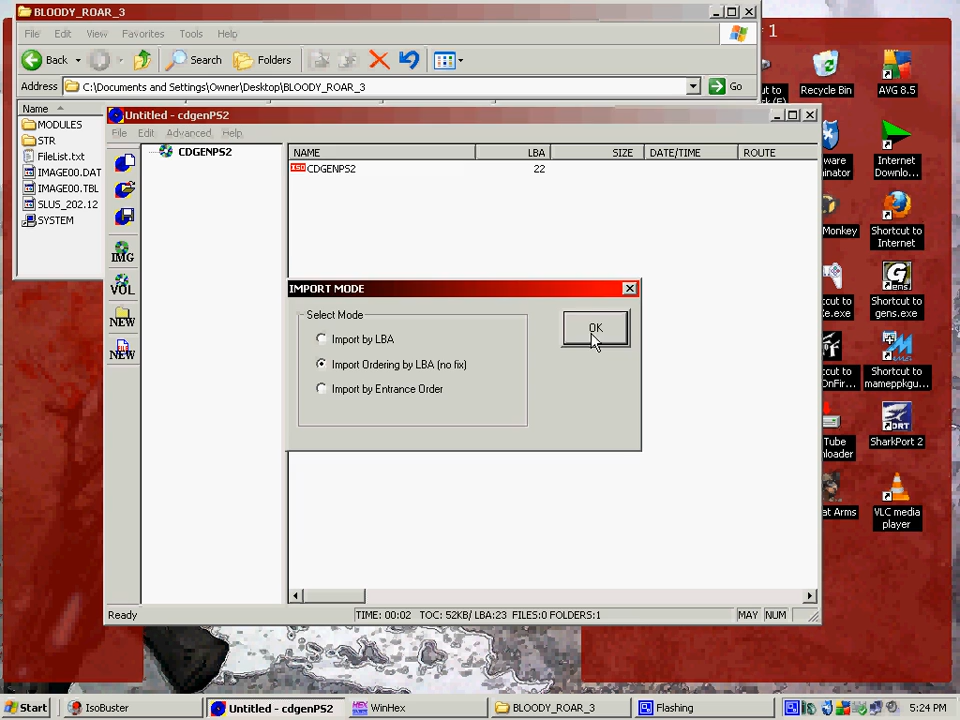 BLOODY_ROAR_3
File Edit View Favorites Tools Help
Back Search Folders
Address C:\Documents and Settings\Owner\Desktop\BLOODY_ROAR_3 Go
Name
MODULES
STR
FileList.txt
IMAGE00.DAT
IMAGE00.TBL
SLUS_202.12
SYSTEM
Untitled - cdgenPS2
File Edit Advanced Help
IMG
VOL
NEW
NEW
CDGENPS2
NAME LBA SIZE DATE/TIME ROUTE
ISO CDGENPS2 22
IMPORT MODE
Select Mode
Import by LBA
Import Ordering by LBA (no fix)
Import by Entrance Order
OK
Ready TIME: 00:02 TOC: 52KB/ LBA:23 FILES:0 FOLDERS:1 MAY NUM
1
Recycle Bin
AVG 8.5
Internet
Downlo...
Monkey
Shortcut to
Internet
Shortcut to
gens.exe
Shortcut to
mameppkgu...
SharkPort 2
VLC media
player
Start IsoBuster Untitled - cdgenPS2 WinHex BLOODY_ROAR_3 Flashing 5:24 PM